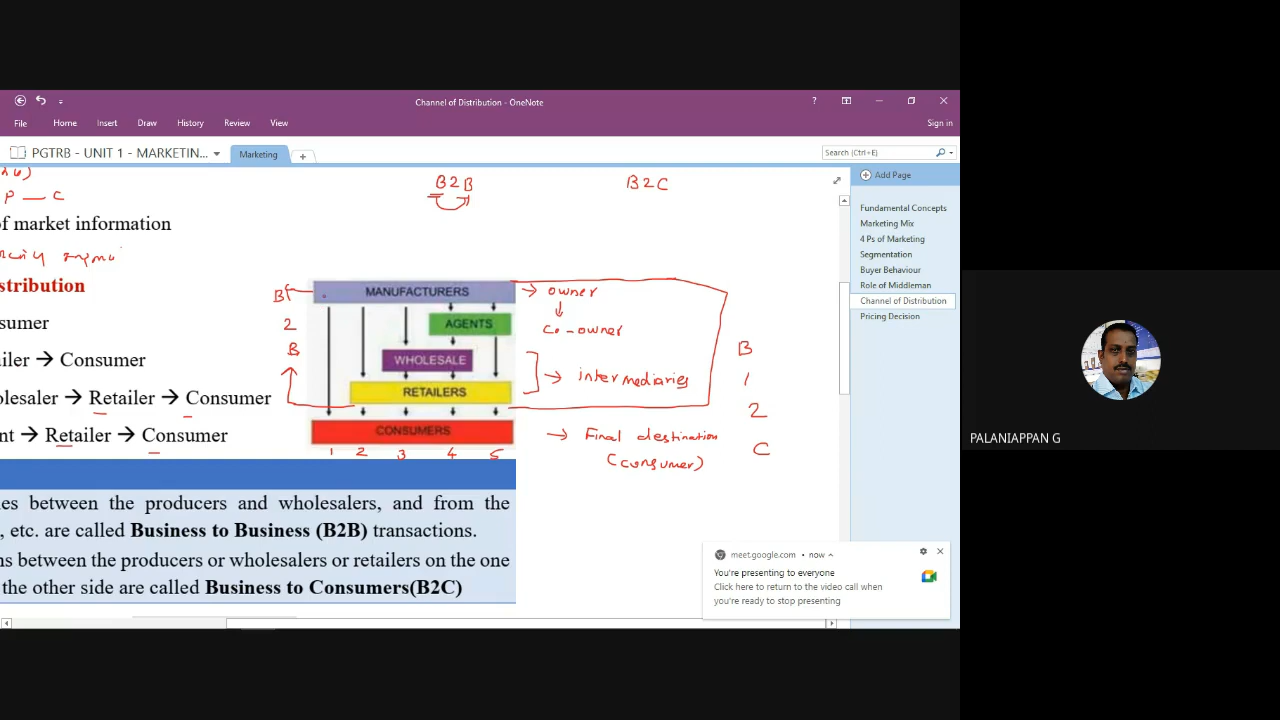 Channel of Distribution - OneNote
File Home Insert Draw History Review View
Sign in
PGTRB - UNIT 1 - MARKETIN...
Marketing
Search (Ctrl+E)
Add Page
Fundamental Concepts
Marketing Mix
4 Ps of Marketing
Segmentation
Buyer Behaviour
Role of Middleman
Channel of Distribution
Pricing Decision
B2B
B2C
P — C
of market information
stribution
sumer
ailer → Consumer
olesaler → Retailer → Consumer
nt → Retailer → Consumer
B
2
B
MANUFACTURERS
AGENTS
WHOLESALE
RETAILERS
CONSUMERS
1 2 3 4 5
→ owner
↓
Co-owner
→ intermediaries
→ Final destination
(consumer)
B
1
2
C
les between the producers and wholesalers, and from the
, etc. are called Business to Business (B2B) transactions.
ns between the producers or wholesalers or retailers on the one
the other side are called Business to Consumers(B2C)
meet.google.com • now
You're presenting to everyone
Click here to return to the video call when
you're ready to stop presenting
PALANIAPPAN G